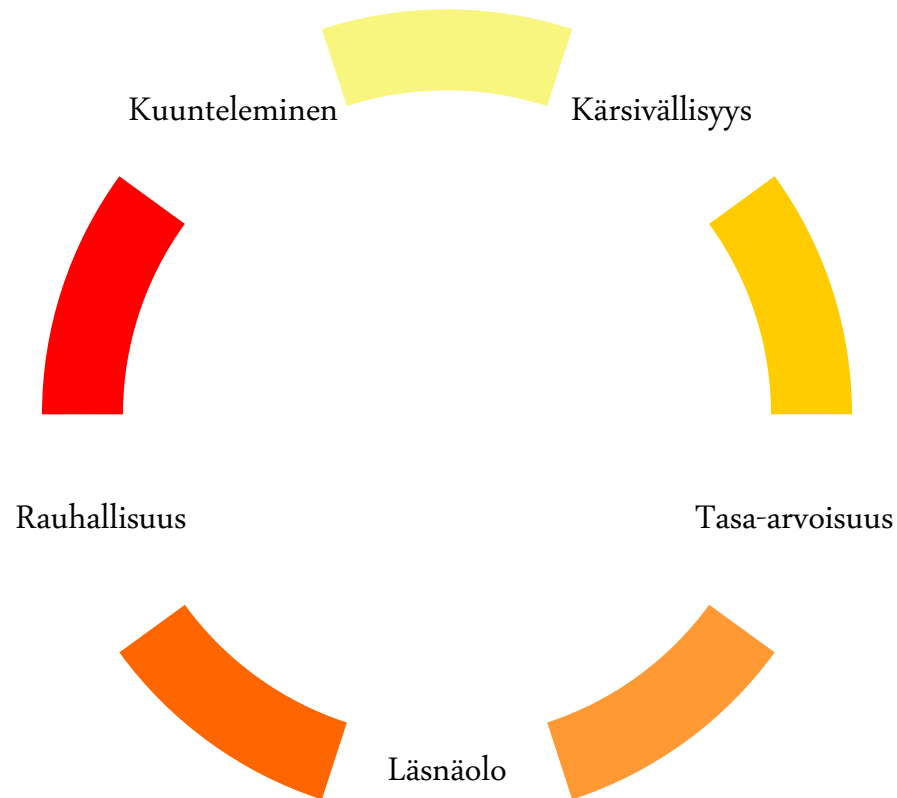 Kuunteleminen
Kärsivällisyys
Rauhallisuus
Tasa-arvoisuus
Läsnäolo